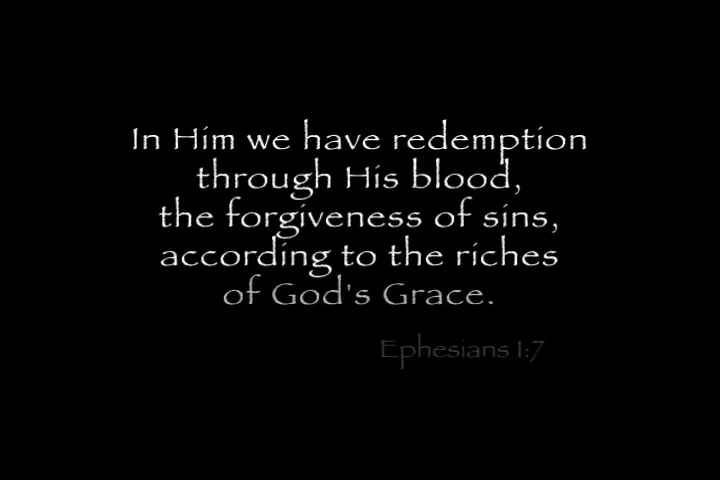 In Him we have redemption
through His blood,
the forgiveness of sins,
according to the riches
of God's Grace.
Ephesians 1:7